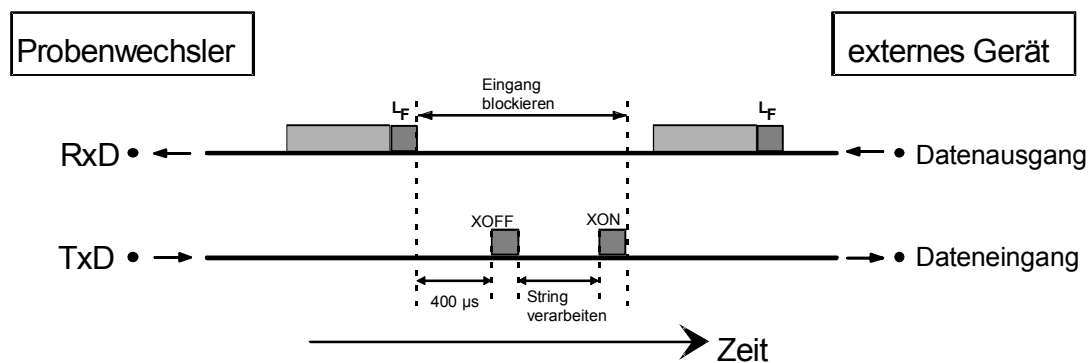 Probenwechsler
externes Gerät
Eingang
blockieren
LF
LF
RxD
Datenausgang
XOFF
XON
TxD
Dateneingang
400 µs
String
verarbeiten
Zeit